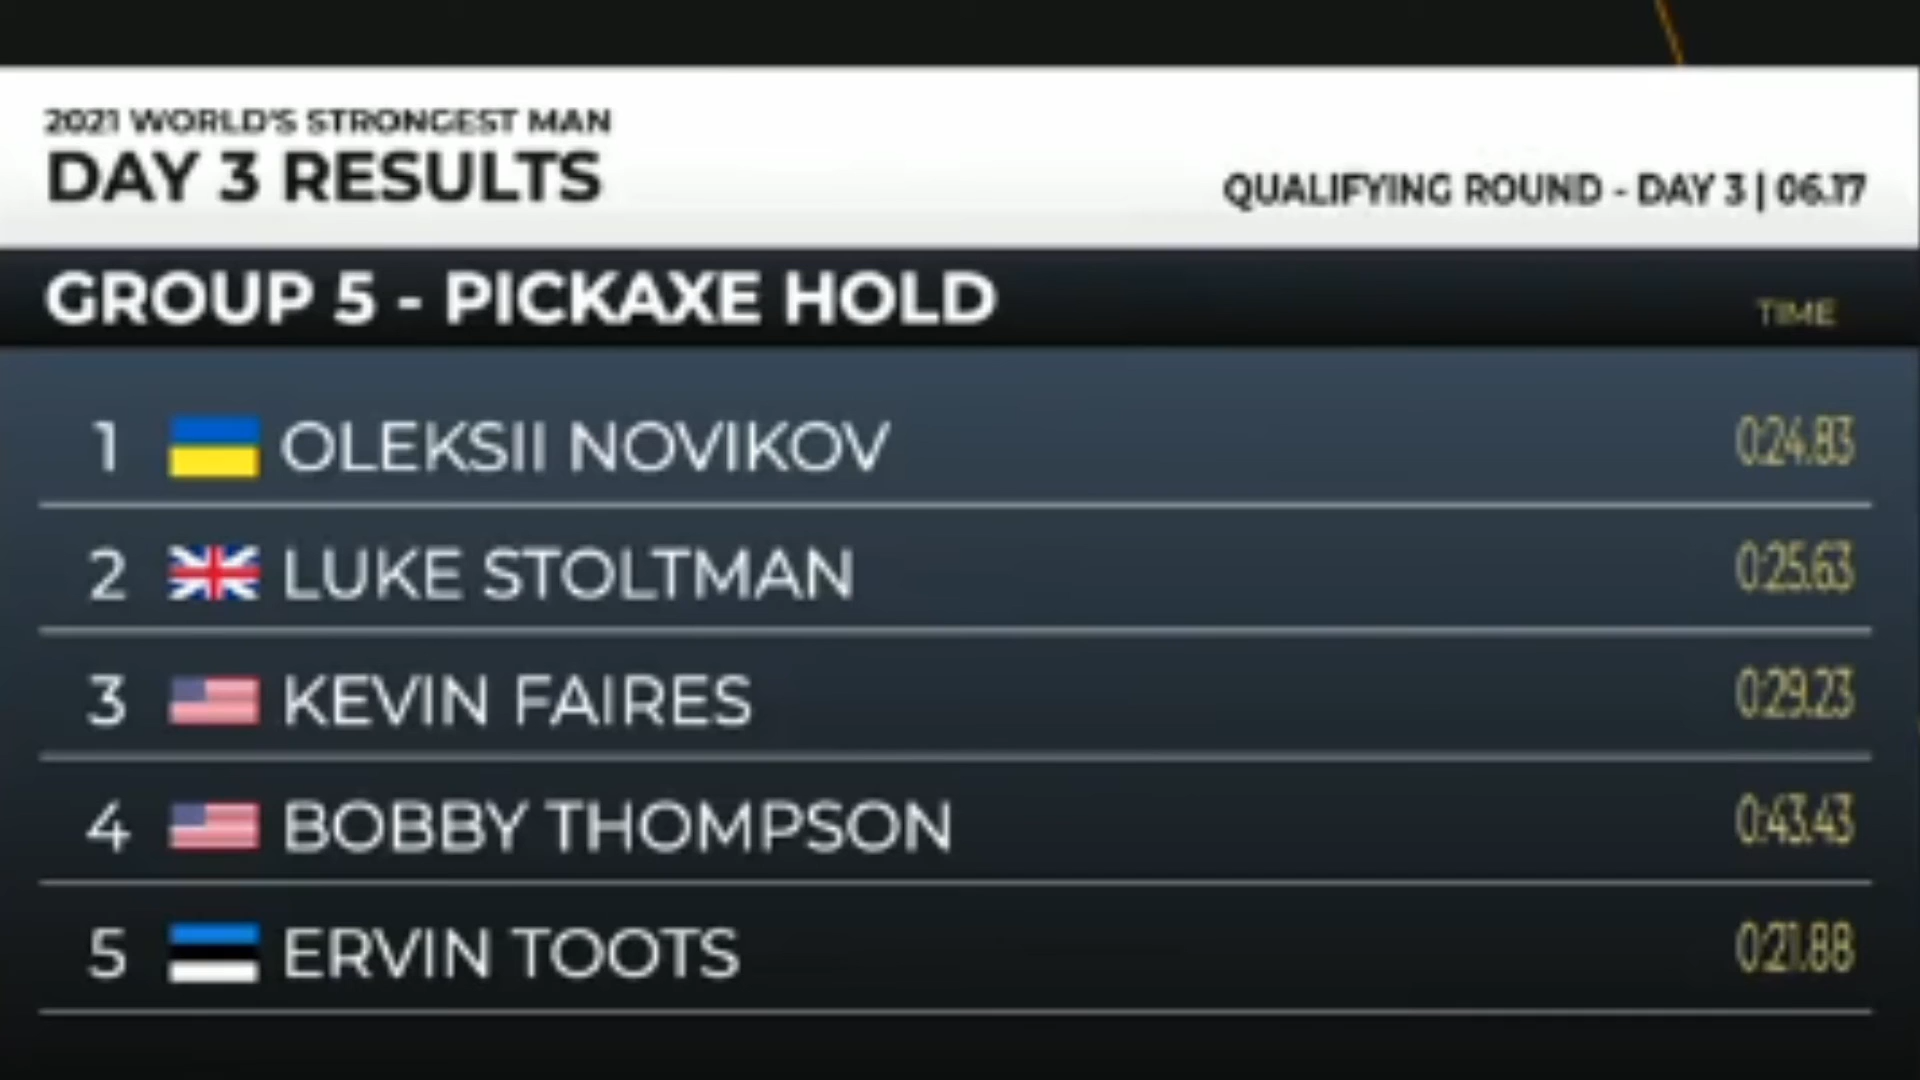 2021 WORLD'S STRONGEST MAN
DAY 3 RESULTS
QUALIFYING ROUND - DAY 3 | 06.17
GROUP 5 - PICKAXE HOLD
TIME
1 OLEKSII NOVIKOV 0:24.83
2 LUKE STOLTMAN 0:25.63
3 KEVIN FAIRES 0:29.23
4 BOBBY THOMPSON 0:43.43
5 ERVIN TOOTS 0:21.88